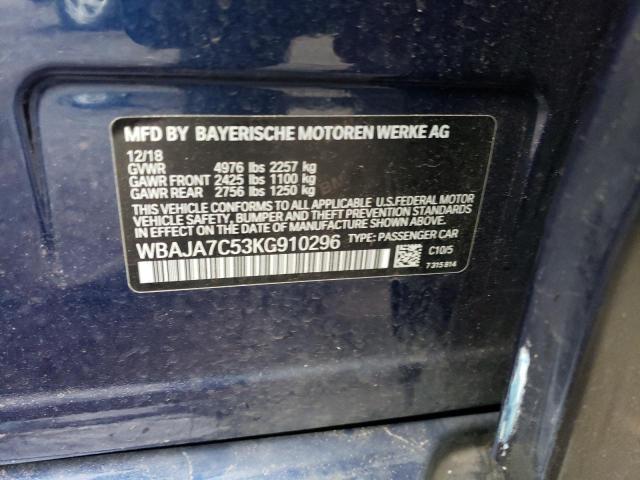 MFD BY BAYERISCHE MOTOREN WERKE AG
12/18
GVWR 4976 lbs 2257 kg
GAWR FRONT 2425 lbs 1100 kg
GAWR REAR 2756 lbs 1250 kg
THIS VEHICLE CONFORMS TO ALL APPLICABLE U.S.FEDERAL MOTOR
VEHICLE SAFETY, BUMPER AND THEFT PREVENTION STANDARDS
IN EFFECT ON THE DATE OF MANUFACTURE SHOWN ABOVE.
WBAJA7C53KG910296 TYPE: PASSENGER CAR
C10/5
7 315 814